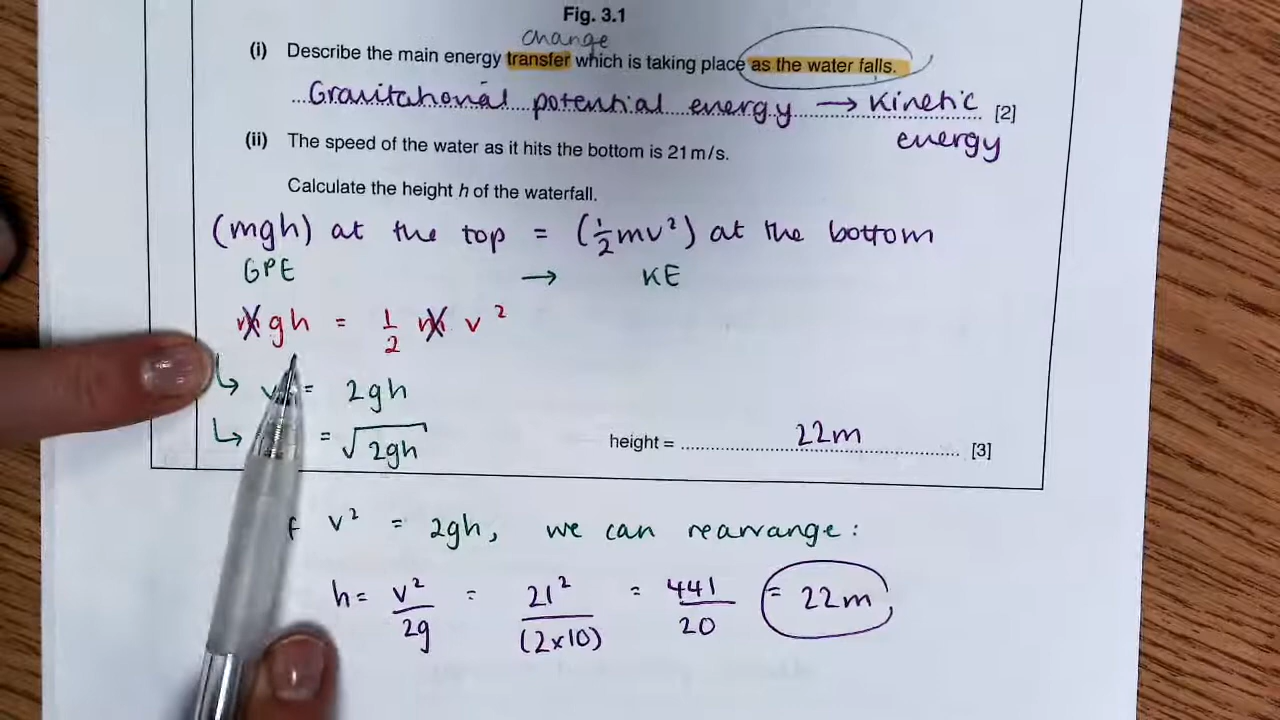 Fig. 3.1
change
(i) Describe the main energy transfer which is taking place as the water falls.
Gravitational potential energy → Kinetic [2]
energy
(ii) The speed of the water as it hits the bottom is 21 m/s.
Calculate the height h of the waterfall.
(mgh) at the top = (½mv²) at the bottom
GPE → KE
mgh = 1/2 m v²
↳ = 2gh
↳ = √2gh
height = 22m [3]
v² = 2gh, we can rearrange:
h = v²/2g = 21²/(2×10) = 441/20 = 22m